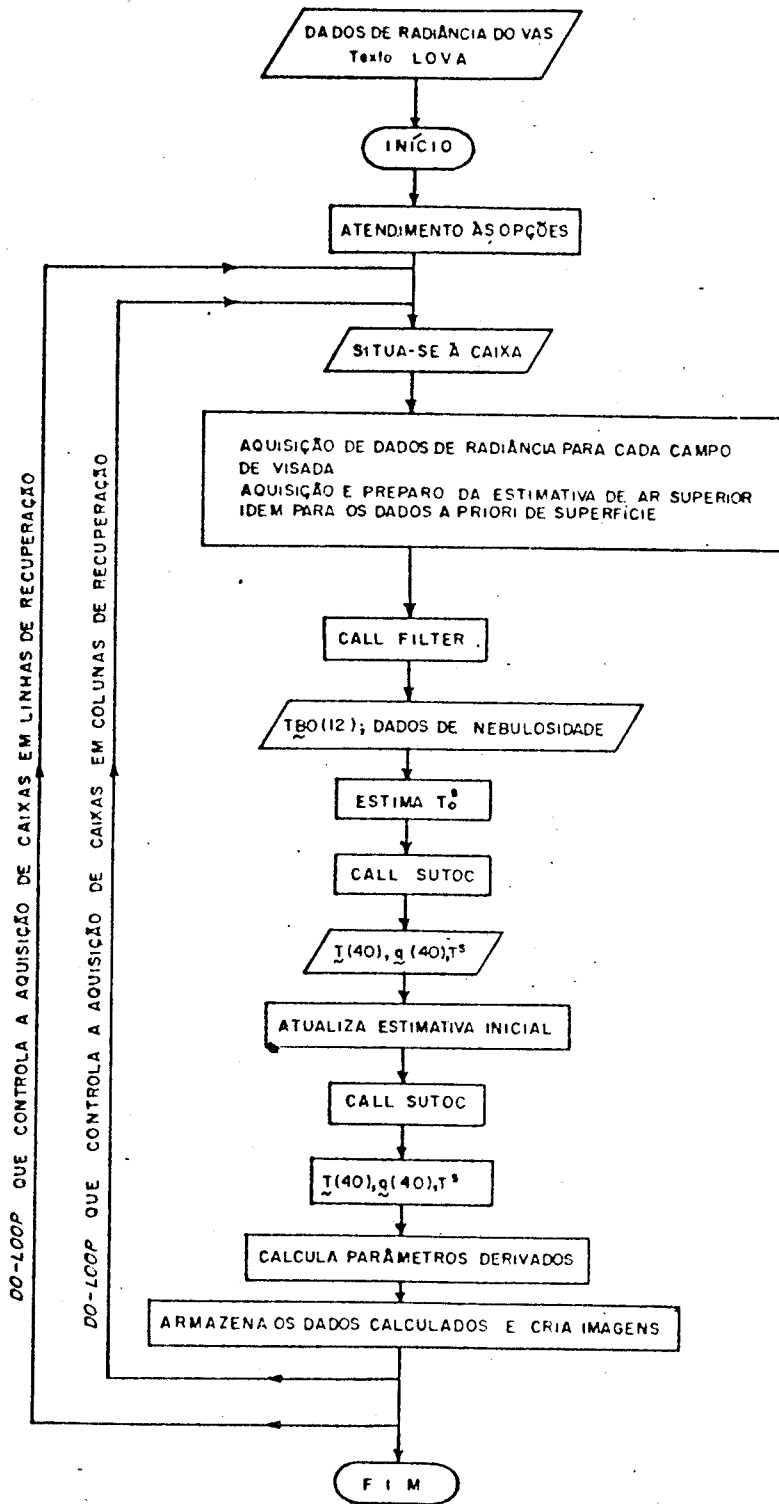 DADOS DE RADIÂNCIA DO VAS
Texto LOVA
INÍCIO
ATENDIMENTO ÀS OPÇÕES
SITUA-SE À CAIXA
AQUISIÇÃO DE DADOS DE RADIÂNCIA PARA CADA CAMPO
DE VISADA
AQUISIÇÃO E PREPARO DA ESTIMATIVA DE AR SUPERIOR
IDEM PARA OS DADOS A PRIORI DE SUPERFÍCIE
CALL FILTER
TBO(12); DADOS DE NEBULOSIDADE
ESTIMA T₀ˢ
CALL SUTOC
T(40), q(40), Tˢ
ATUALIZA ESTIMATIVA INICIAL
CALL SUTOC
T(40), q(40), Tˢ
CALCULA PARÂMETROS DERIVADOS
ARMAZENA OS DADOS CALCULADOS E CRIA IMAGENS
FIM
DO-LOOP QUE CONTROLA A AQUISIÇÃO DE CAIXAS EM LINHAS DE RECUPERAÇÃO
DO-LOOP QUE CONTROLA A AQUISIÇÃO DE CAIXAS EM COLUNAS DE RECUPERAÇÃO